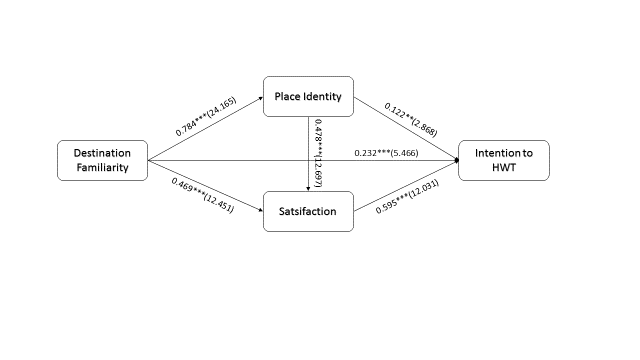 Place Identity
0.784***(24.165)
0.122**(2.868)
0.478***(12.697)
Destination
Familiarity
0.232***(5.466)
Intention to
HWT
0.469***(12.451)
0.595***(12.031)
Satsifaction